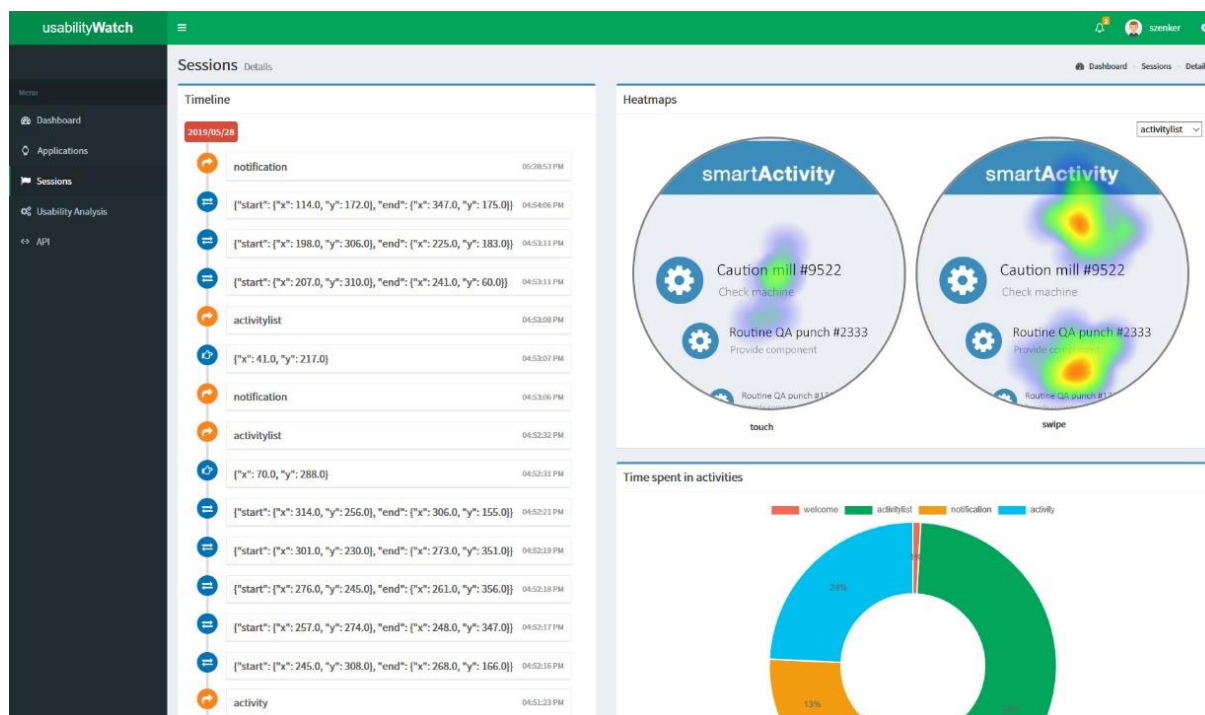 usabilityWatch
2
szenker
Sessions Details
Dashboard > Sessions > Detail
Menu
Dashboard
Applications
Sessions
Usability Analysis
API
Timeline
2019/05/28
notification 05:28:53 PM
{"start": {"x": 114.0, "y": 172.0}, "end": {"x": 347.0, "y": 175.0}} 04:54:06 PM
{"start": {"x": 198.0, "y": 306.0}, "end": {"x": 225.0, "y": 183.0}} 04:53:11 PM
{"start": {"x": 207.0, "y": 310.0}, "end": {"x": 241.0, "y": 60.0}} 04:53:11 PM
activitylist 04:53:08 PM
{"x": 41.0, "y": 217.0} 04:53:07 PM
notification 04:53:06 PM
activitylist 04:52:32 PM
{"x": 70.0, "y": 288.0} 04:52:31 PM
{"start": {"x": 314.0, "y": 256.0}, "end": {"x": 306.0, "y": 155.0}} 04:52:21 PM
{"start": {"x": 301.0, "y": 230.0}, "end": {"x": 273.0, "y": 351.0}} 04:52:19 PM
{"start": {"x": 276.0, "y": 245.0}, "end": {"x": 261.0, "y": 356.0}} 04:52:18 PM
{"start": {"x": 257.0, "y": 274.0}, "end": {"x": 248.0, "y": 347.0}} 04:52:17 PM
{"start": {"x": 245.0, "y": 308.0}, "end": {"x": 268.0, "y": 166.0}} 04:52:16 PM
activity 04:51:23 PM
Heatmaps
activitylist
smartActivity
Caution mill #9522
Check machine
Routine QA punch #2333
Provide component
Routine QA punch
touch
smartActivity
Caution mill #9522
Check machine
Routine QA punch #2333
Provide
Routine QA punch
swipe
Time spent in activities
welcome activitylist notification activity
1%
24%
13%